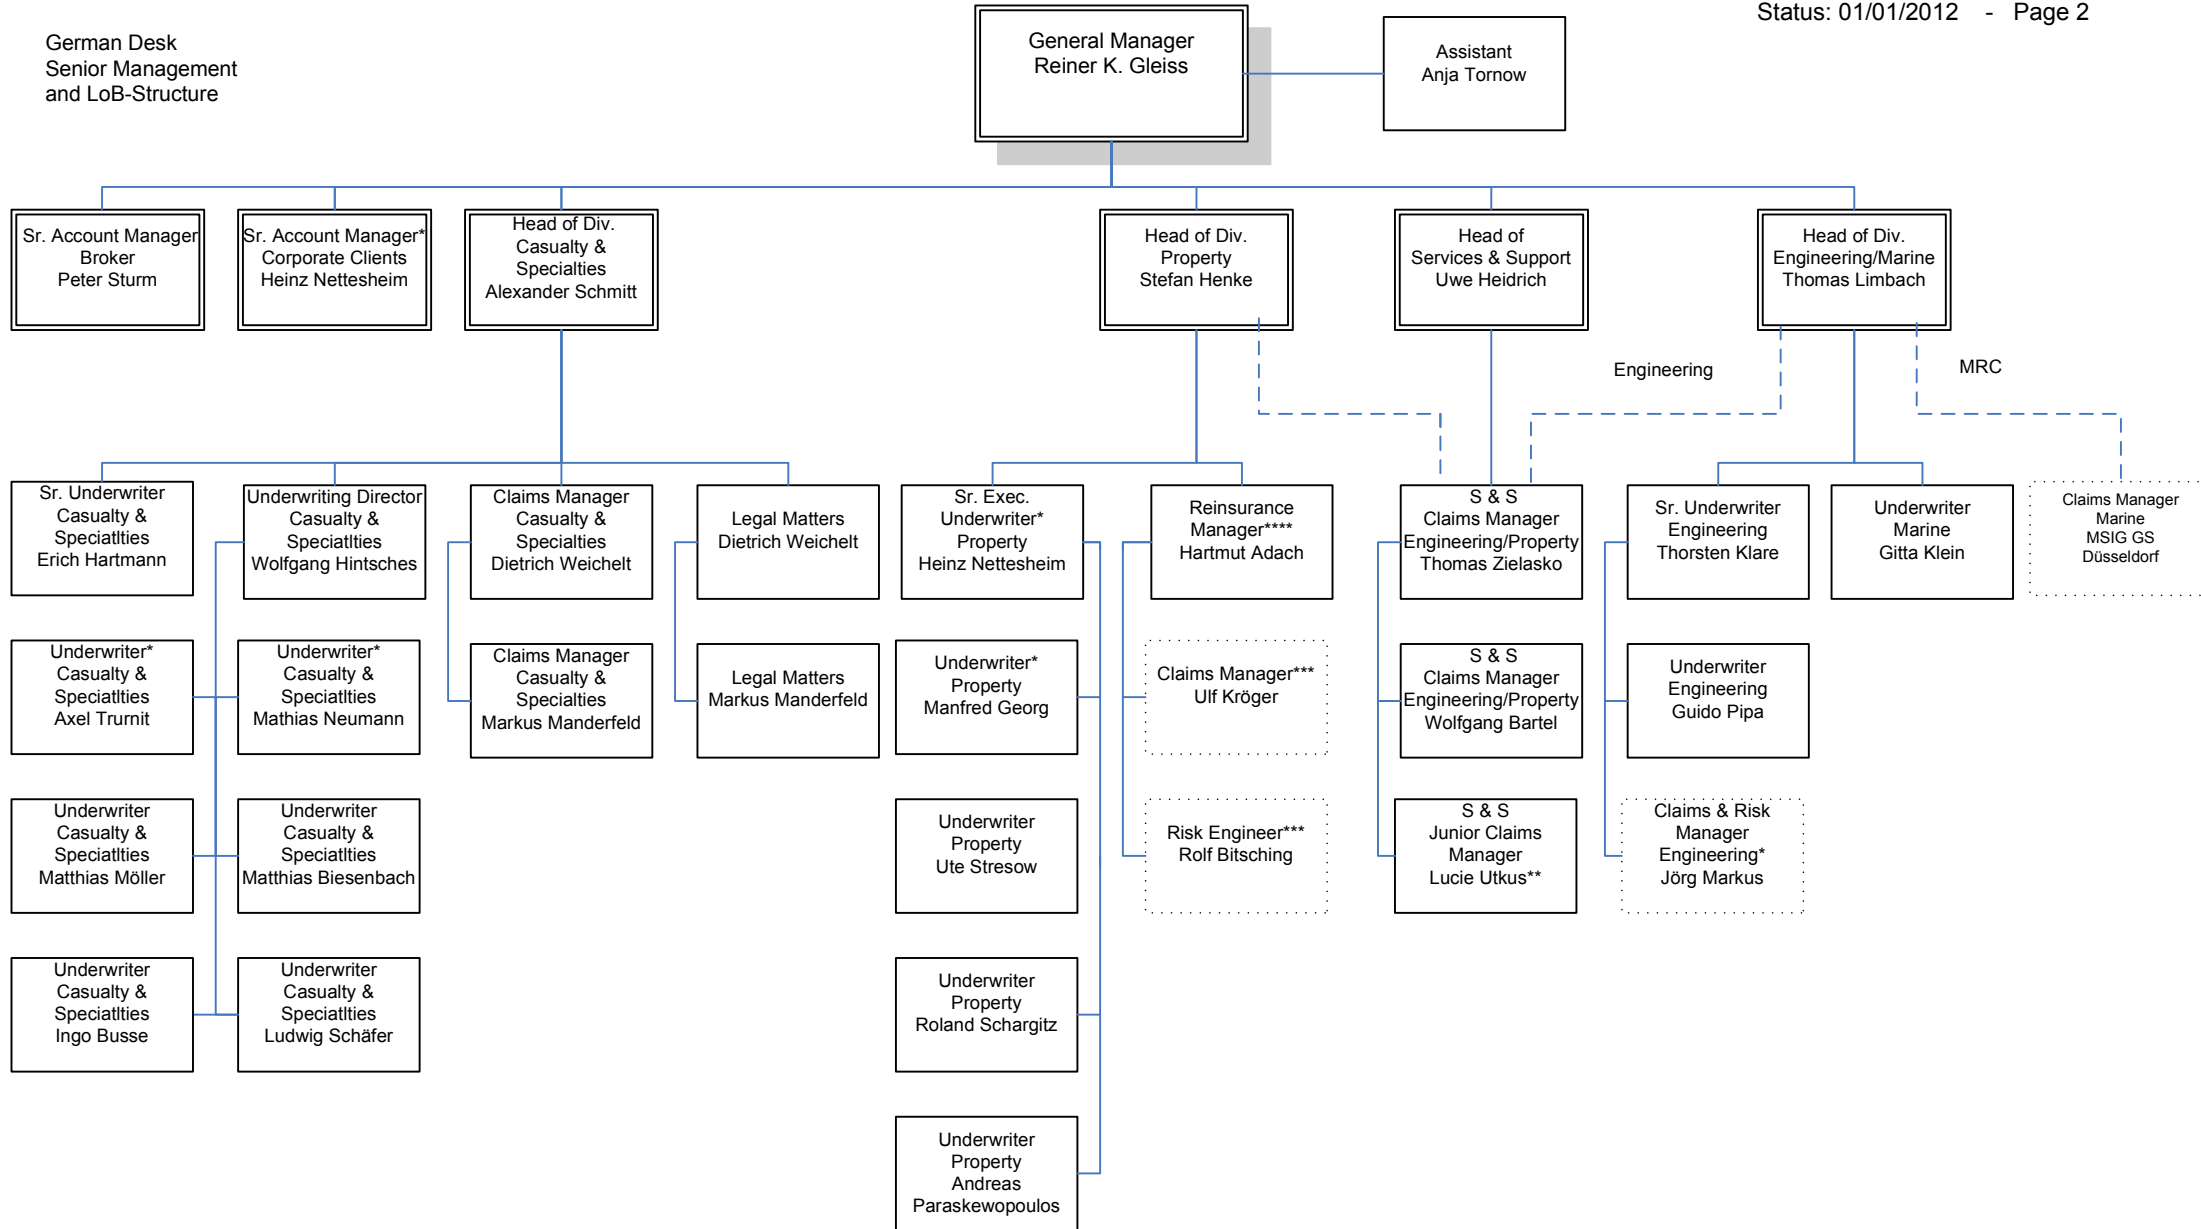 Status: 01/01/2012 - Page 2
German Desk
Senior Management
and LoB-Structure
General Manager
Reiner K. Gleiss
Assistant
Anja Tornow
Sr. Account Manager
Broker
Peter Sturm
Sr. Account Manager*
Corporate Clients
Heinz Nettesheim
Head of Div.
Casualty &
Specialties
Alexander Schmitt
Head of Div.
Property
Stefan Henke
Head of
Services & Support
Uwe Heidrich
Head of Div.
Engineering/Marine
Thomas Limbach
Engineering
MRC
Sr. Underwriter
Casualty &
Speciatlties
Erich Hartmann
Underwriting Director
Casualty &
Speciatlties
Wolfgang Hintsches
Claims Manager
Casualty &
Specialties
Dietrich Weichelt
Legal Matters
Dietrich Weichelt
Sr. Exec.
Underwriter*
Property
Heinz Nettesheim
Reinsurance
Manager****
Hartmut Adach
S & S
Claims Manager
Engineering/Property
Thomas Zielasko
Sr. Underwriter
Engineering
Thorsten Klare
Underwriter
Marine
Gitta Klein
Claims Manager
Marine
MSIG GS
Düsseldorf
Underwriter*
Casualty &
Speciatlties
Axel Trurnit
Underwriter*
Casualty &
Speciatlties
Mathias Neumann
Claims Manager
Casualty &
Specialties
Markus Manderfeld
Legal Matters
Markus Manderfeld
Underwriter*
Property
Manfred Georg
Claims Manager***
Ulf Kröger
S & S
Claims Manager
Engineering/Property
Wolfgang Bartel
Underwriter
Engineering
Guido Pipa
Underwriter
Casualty &
Speciatlties
Matthias Möller
Underwriter
Casualty &
Speciatlties
Matthias Biesenbach
Underwriter
Property
Ute Stresow
Risk Engineer***
Rolf Bitsching
S & S
Junior Claims
Manager
Lucie Utkus**
Claims & Risk
Manager
Engineering*
Jörg Markus
Underwriter
Casualty &
Speciatlties
Ingo Busse
Underwriter
Casualty &
Speciatlties
Ludwig Schäfer
Underwriter
Property
Roland Schargitz
Underwriter
Property
Andreas
Paraskewopoulos